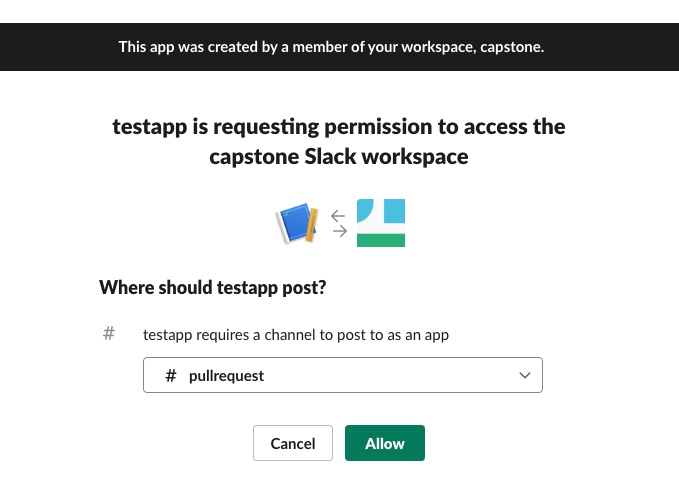 This app was created by a member of your workspace, capstone.
testapp is requesting permission to access the
capstone Slack workspace
Where should testapp post?
# testapp requires a channel to post to as an app
# pullrequest
Cancel Allow